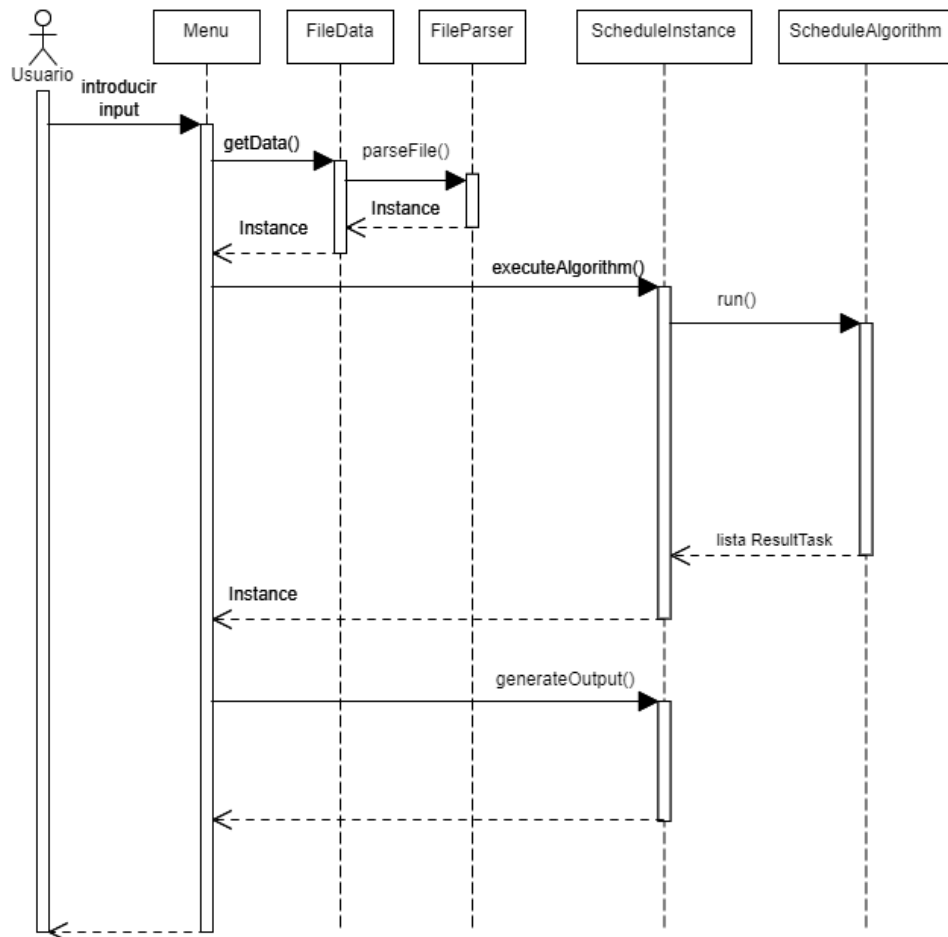 Menu
FileData
FileParser
ScheduleInstance
ScheduleAlgorithm
Usuario
introducir
input
getData()
parseFile()
Instance
Instance
executeAlgorithm()
run()
lista ResultTask
Instance
generateOutput()